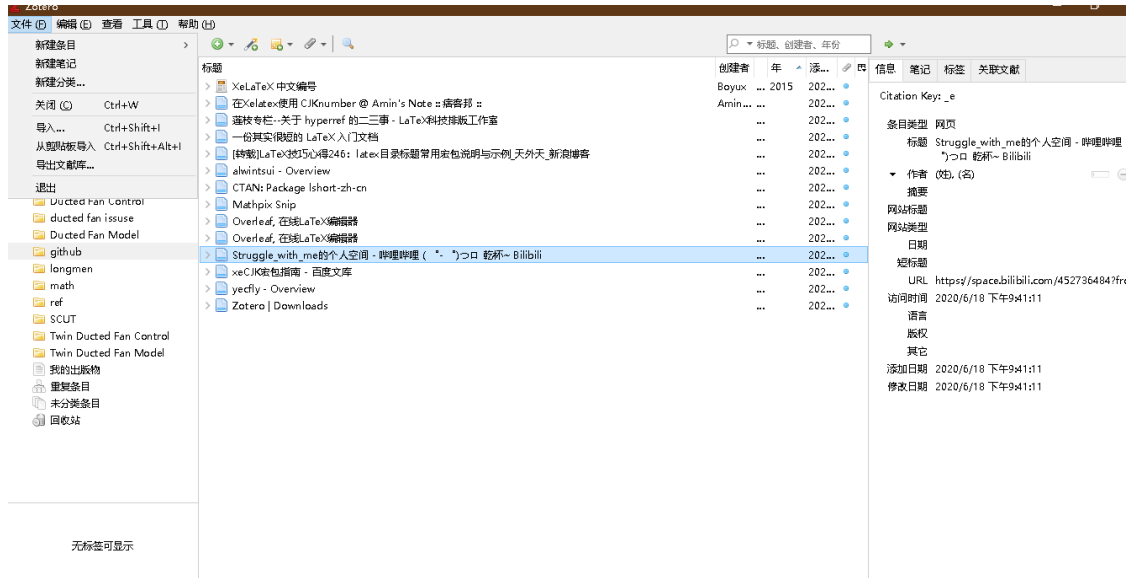 Zotero
文件(F) 编辑(E) 查看 工具(T) 帮助(H)
新建条目
新建笔记
新建分类...
关闭(C) Ctrl+W
导入... Ctrl+Shift+I
从剪贴板导入 Ctrl+Shift+Alt+I
导出文献库...
退出
Ducted Fan Control
ducted fan issuse
Ducted Fan Model
github
longmen
math
ref
SCUT
Twin Ducted Fan Control
Twin Ducted Fan Model
我的出版物
重复条目
未分类条目
回收站
无标签可显示
标题、创建者、年份
标题 创建者 年 添...
XeLaTeX 中文编号 Boyux ... 2015 202...
在Xelatex使用 CJKnumber @ Amin's Note :: 痞客邦 :: Amin... ... 202...
莲枝专栏--关于 hyperref 的二三事 - LaTeX科技排版工作室 ... 202...
一份其实很短的 LaTeX 入门文档 ... 202...
[转载]LaTeX技巧心得246：latex目录标题常用宏包说明与示例_天外天_新浪博客 ... 202...
alwintsui - Overview ... 202...
CTAN: Package lshort-zh-cn ... 202...
Mathpix Snip ... 202...
Overleaf, 在线LaTeX编辑器 ... 202...
Overleaf, 在线LaTeX编辑器 ... 202...
Struggle_with_me的个人空间 - 哔哩哔哩 ( ゜- ゜)つロ 乾杯~ Bilibili ... 202...
xeCJK宏包指南 - 百度文库 ... 202...
yecfly - Overview ... 202...
Zotero | Downloads ... 202...
信息 笔记 标签 关联文献
Citation Key: _e
条目类型 网页
标题 Struggle_with_me的个人空间 - 哔哩哔哩
゜)つロ 乾杯~ Bilibili
作者 (姓), (名)
摘要
网站标题
网站类型
日期
短标题
URL https://space.bilibili.com/452736484?fr
访问时间 2020/6/18 下午9:41:11
语言
版权
其它
添加日期 2020/6/18 下午9:41:11
修改日期 2020/6/18 下午9:41:11